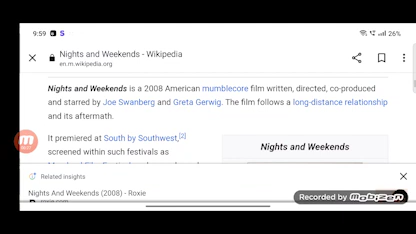 9:59 S 26%
Nights and Weekends - Wikipedia
en.m.wikipedia.org
Nights and Weekends is a 2008 American mumblecore film written, directed, co-produced
and starred by Joe Swanberg and Greta Gerwig. The film follows a long-distance relationship
and its aftermath.
It premiered at South by Southwest,[2]
screened within such festivals as
Nights and Weekends
Related insights
Nights and Weekends (2008) - Roxie.
Recorded by Mobizen